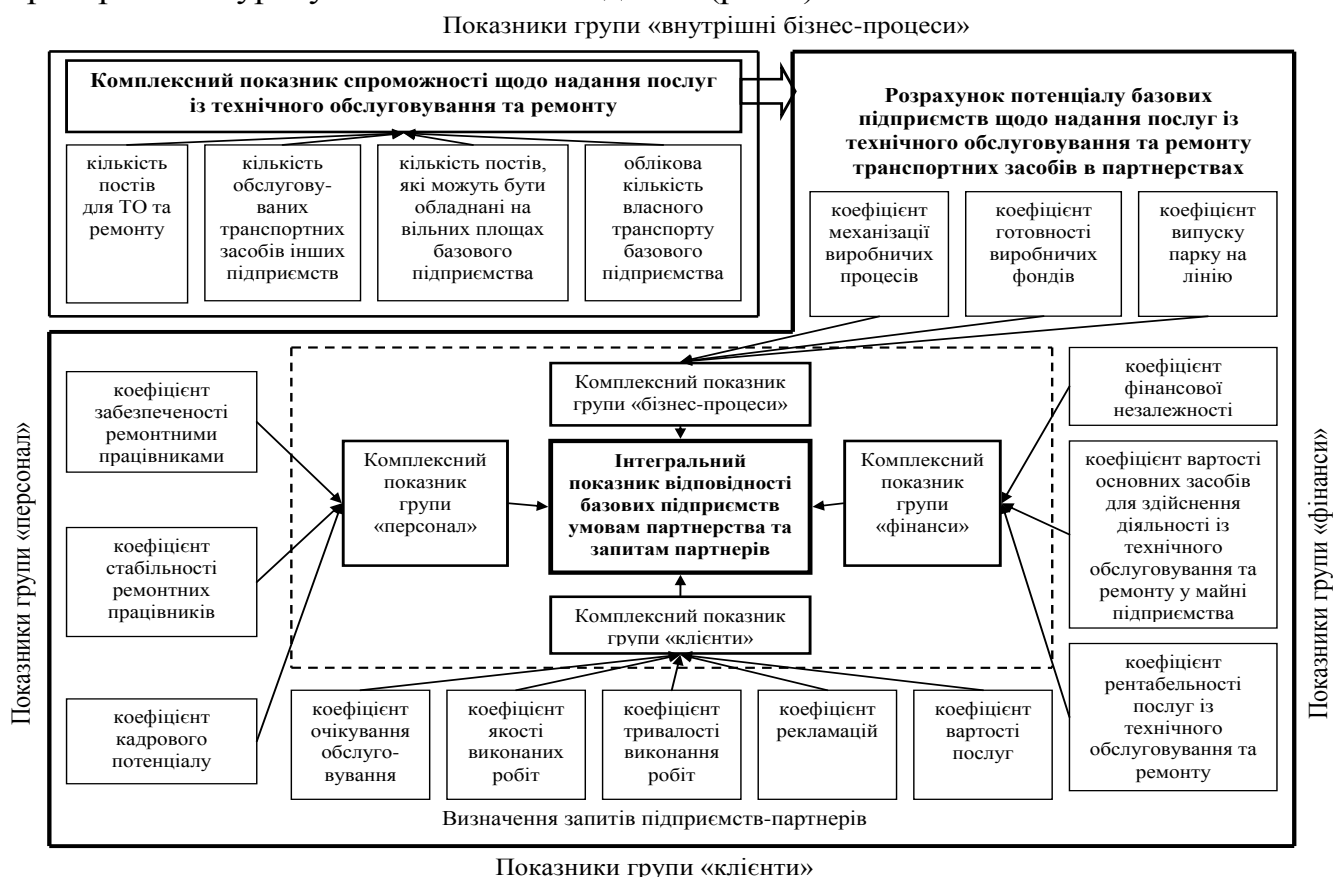 Показники групи «внутрішні бізнес-процеси»
Комплексний показник спроможності щодо надання послуг
із технічного обслуговування та ремонту
кількість
постів
для ТО та
ремонту
кількість
обслугову-
ваних
транспортних
засобів інших
підприємств
кількість постів,
які можуть бути
обладнані на
вільних площах
базового
підприємства
облікова
кількість
власного
транспорту
базового
підприємства
Розрахунок потенціалу базових
підприємств щодо надання послуг із
технічного обслуговування та ремонту
транспортних засобів в партнерствах
коефіцієнт
механізації
виробничих
процесів
коефіцієнт
готовності
виробничих
фондів
коефіцієнт
випуску
парку на
лінію
Показники групи «персонал»
коефіцієнт
забезпеченості
ремонтними
працівниками
коефіцієнт
стабільності
ремонтних
працівників
коефіцієнт
кадрового
потенціалу
Комплексний показник
групи «бізнес-процеси»
Комплексний
показник
групи
«персонал»
Інтегральний
показник відповідності
базових підприємств
умовам партнерства та
запитам партнерів
Комплексний
показник
групи
«фінанси»
Комплексний показник
групи «клієнти»
коефіцієнт
фінансової
незалежності
коефіцієнт вартості
основних засобів
для здійснення
діяльності із
технічного
обслуговування та
ремонту у майні
підприємства
коефіцієнт
рентабельності
послуг із
технічного
обслуговування та
ремонту
Показники групи «фінанси»
коефіцієнт
очікування
обслуго-
вування
коефіцієнт
якості
виконаних
робіт
коефіцієнт
тривалості
виконання
робіт
коефіцієнт
рекламацій
коефіцієнт
вартості
послуг
Визначення запитів підприємств-партнерів
Показники групи «клієнти»